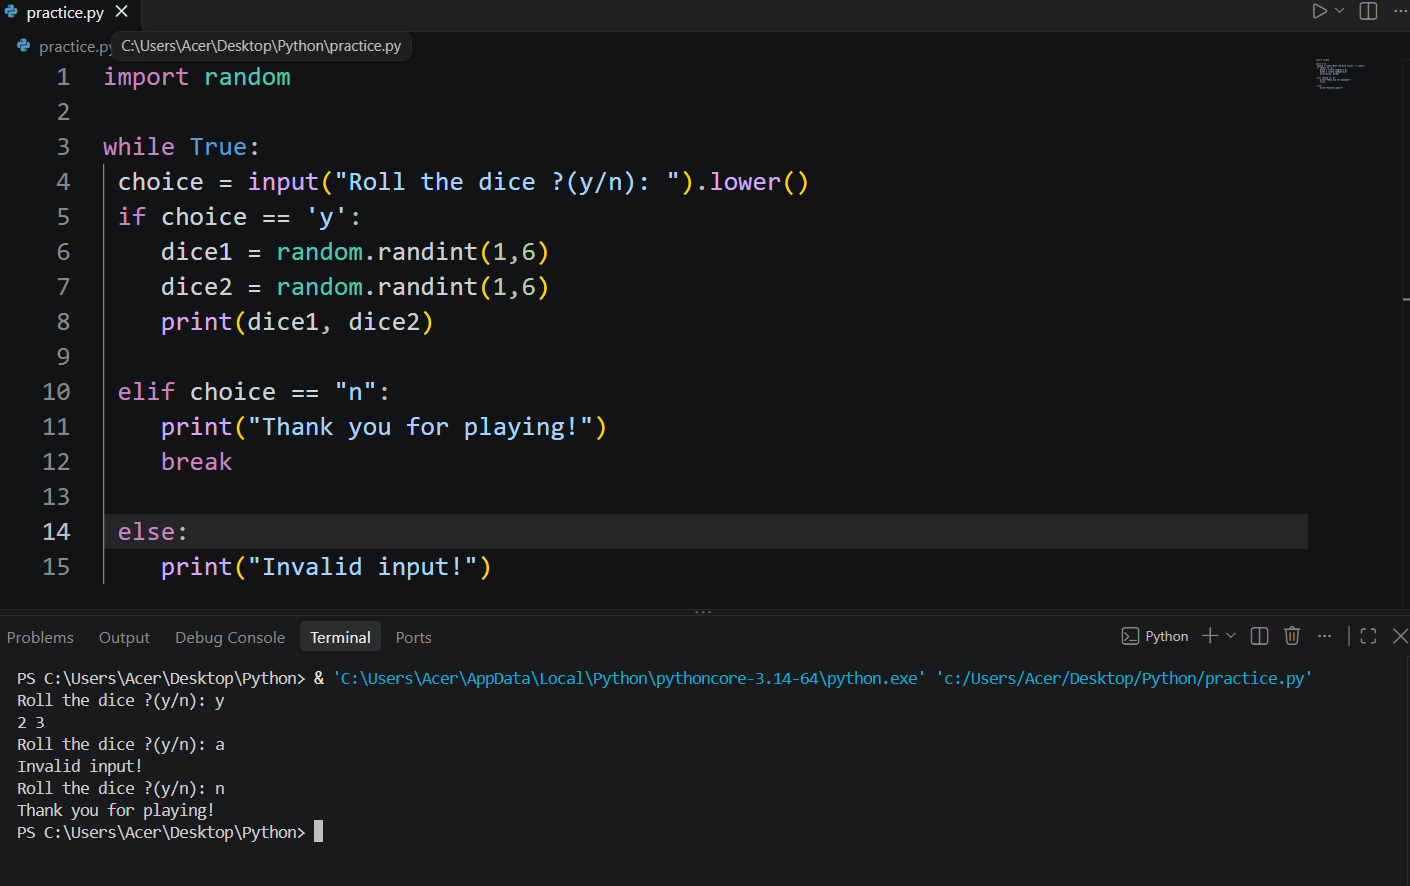 practice.py
practice.py
C:\Users\Acer\Desktop\Python\practice.py
1 import random
2
3 while True:
4 choice = input("Roll the dice ?(y/n): ").lower()
5 if choice == 'y':
6 dice1 = random.randint(1,6)
7 dice2 = random.randint(1,6)
8 print(dice1, dice2)
9
10 elif choice == "n":
11 print("Thank you for playing!")
12 break
13
14 else:
15 print("Invalid input!")
Problems Output Debug Console Terminal Ports Python
PS C:\Users\Acer\Desktop\Python> & 'C:\Users\Acer\AppData\Local\Python\pythoncore-3.14-64\python.exe' 'c:/Users/Acer/Desktop/Python/practice.py'
Roll the dice ?(y/n): y
2 3
Roll the dice ?(y/n): a
Invalid input!
Roll the dice ?(y/n): n
Thank you for playing!
PS C:\Users\Acer\Desktop\Python>